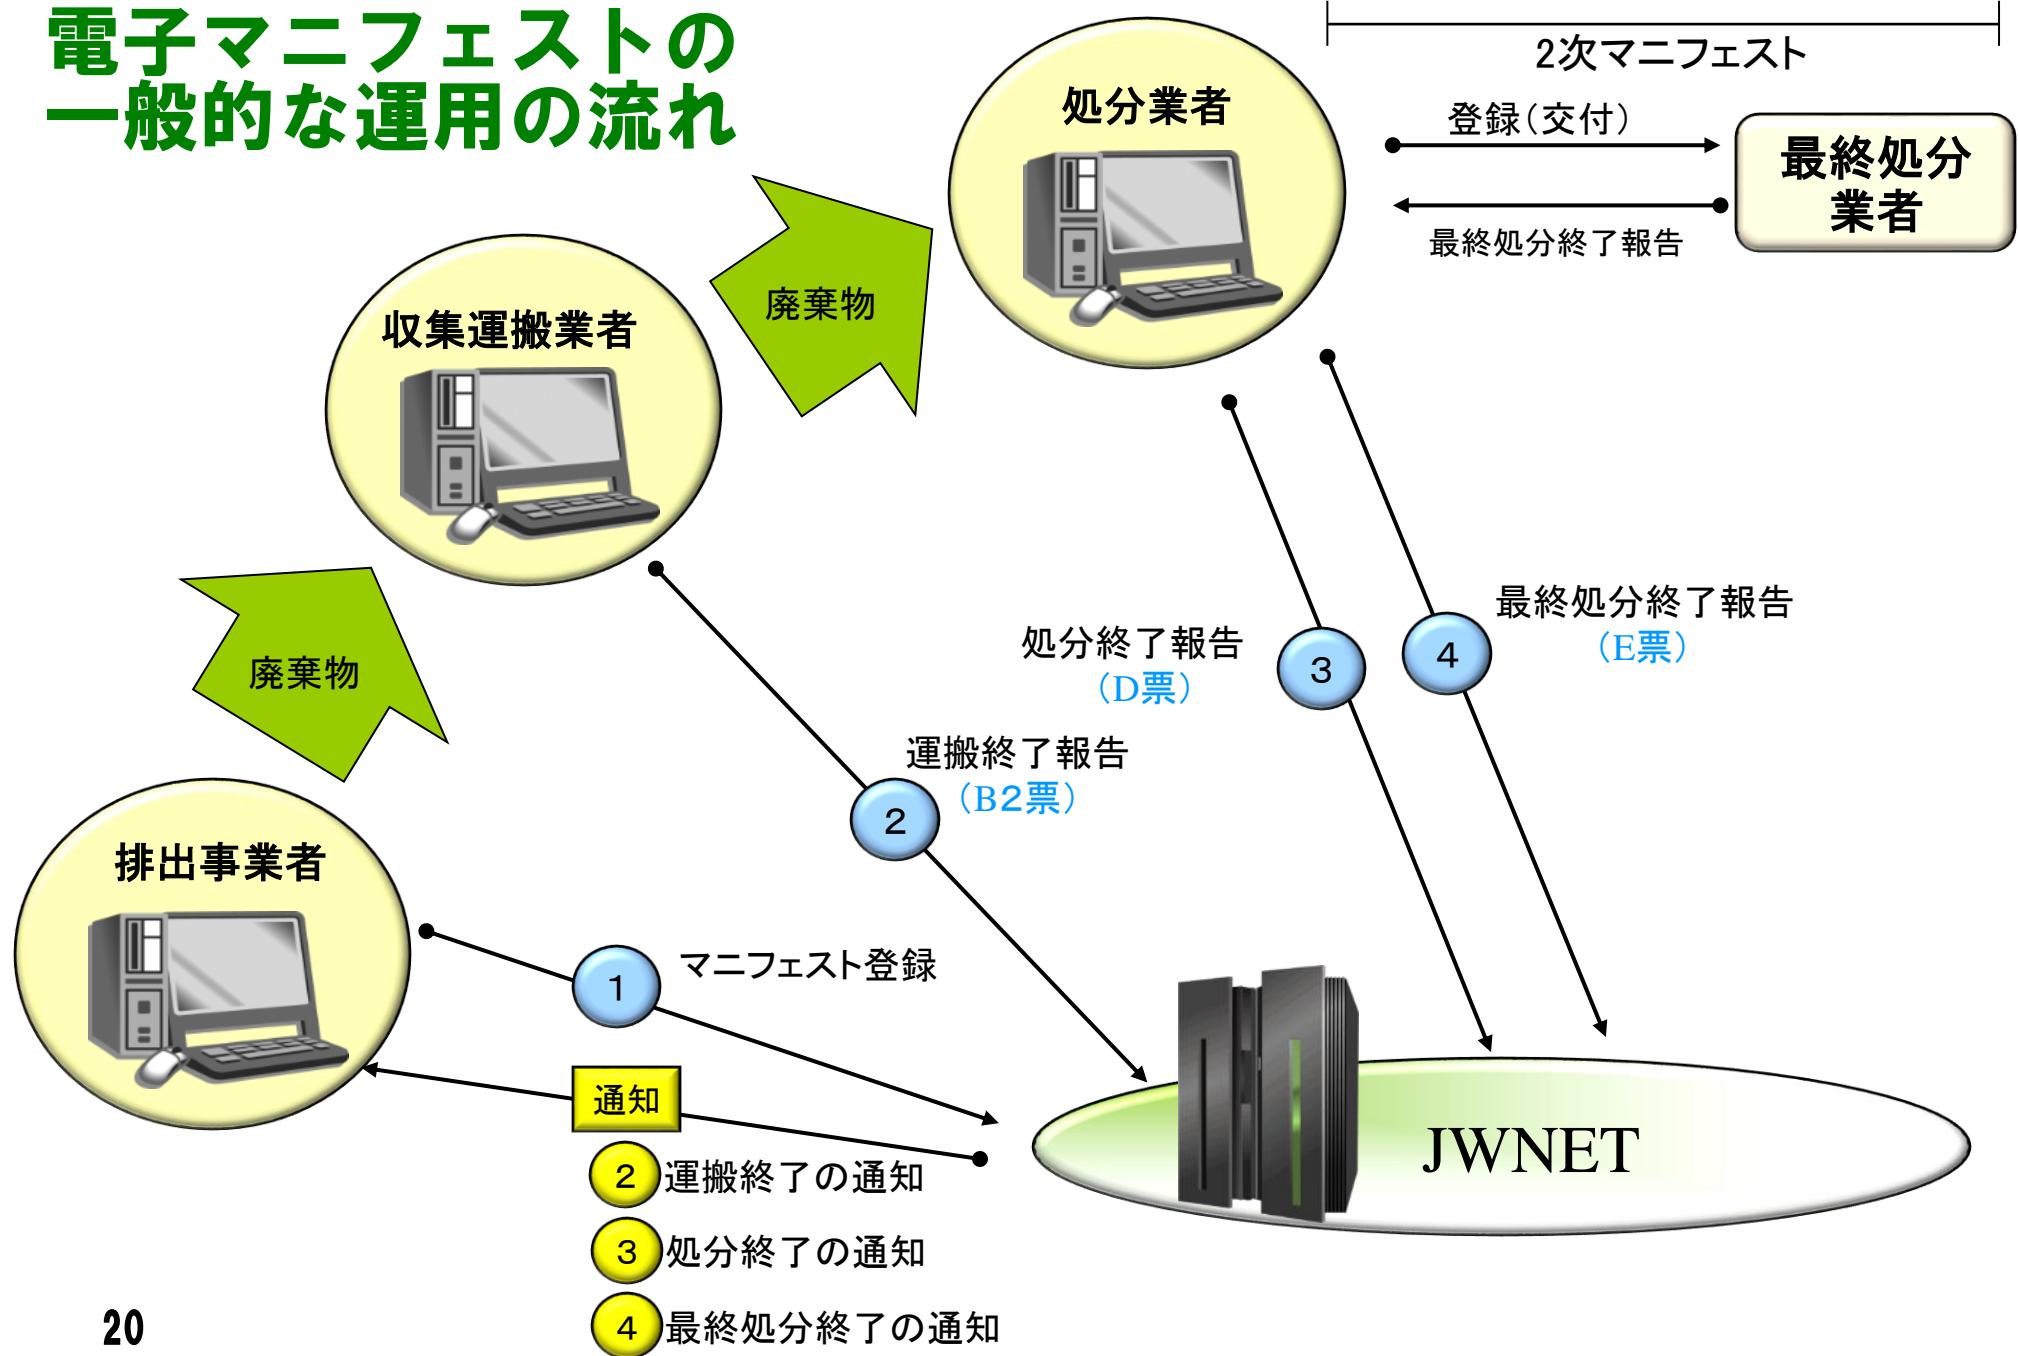 電子マニフェストの
一般的な運用の流れ
2次マニフェスト
処分業者
登録(交付)
最終処分
業者
最終処分終了報告
廃棄物
収集運搬業者
最終処分終了報告
(E票)
4
処分終了報告
(D票)
3
廃棄物
運搬終了報告
(B2票)
2
排出事業者
マニフェスト登録
1
通知
JWNET
2 運搬終了の通知
3 処分終了の通知
4 最終処分終了の通知
20